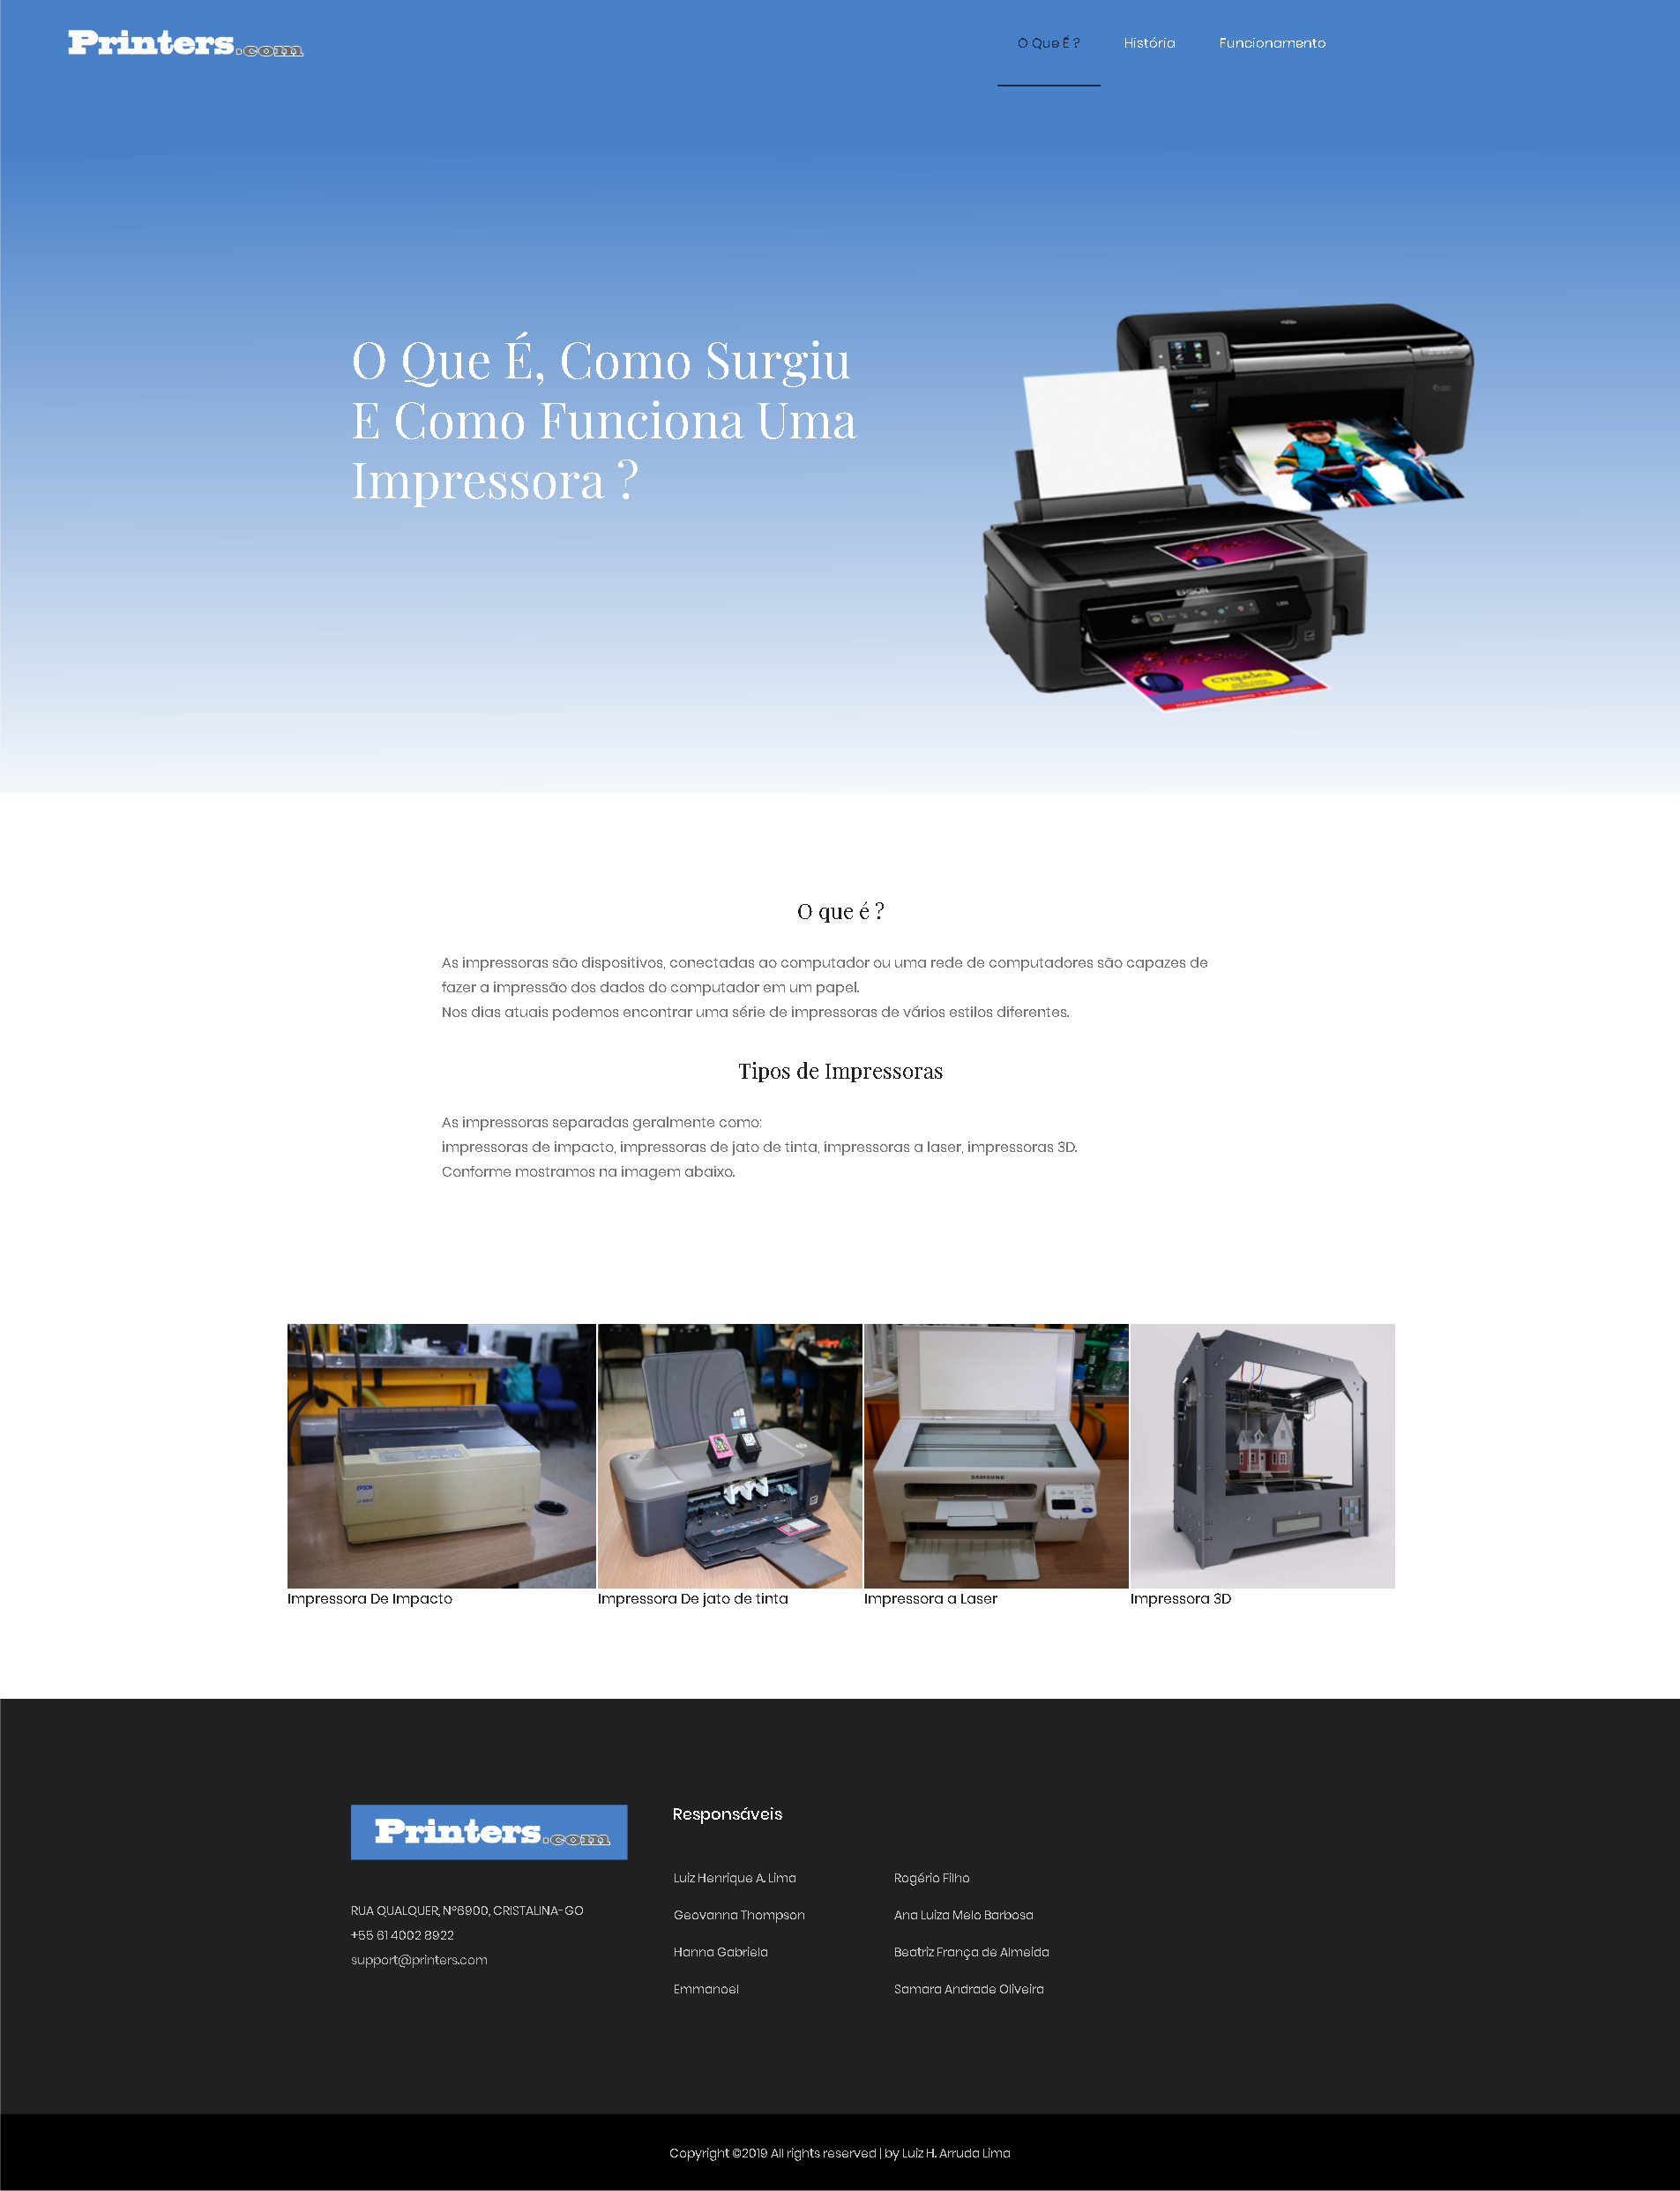 Printers.com
O Que É ?
História
Funcionamento
O Que É, Como Surgiu
E Como Funciona Uma
Impressora ?
EPSON
Orquídea
O que é ?
As impressoras são dispositivos, conectadas ao computador ou uma rede de computadores são capazes de
fazer a impressão dos dados do computador em um papel.
Nos dias atuais podemos encontrar uma série de impressoras de vários estilos diferentes.
Tipos de Impressoras
As impressoras separadas geralmente como:
impressoras de impacto, impressoras de jato de tinta, impressoras a laser, impressoras 3D.
Conforme mostramos na imagem abaixo.
EPSON
SAMSUNG
Impressora De Impacto
Impressora De jato de tinta
Impressora a Laser
Impressora 3D
Printers.com
RUA QUALQUER, N°6900, CRISTALINA-GO
+55 61 4002 8922
support@printers.com
Responsáveis
Luiz Henrique A. Lima
Geovanna Thompson
Hanna Gabriela
Emmanoel
Rogério Filho
Ana Luiza Melo Barbosa
Beatriz França de Almeida
Samara Andrade Oliveira
Copyright ©2019 All rights reserved | by Luiz H. Arruda Lima